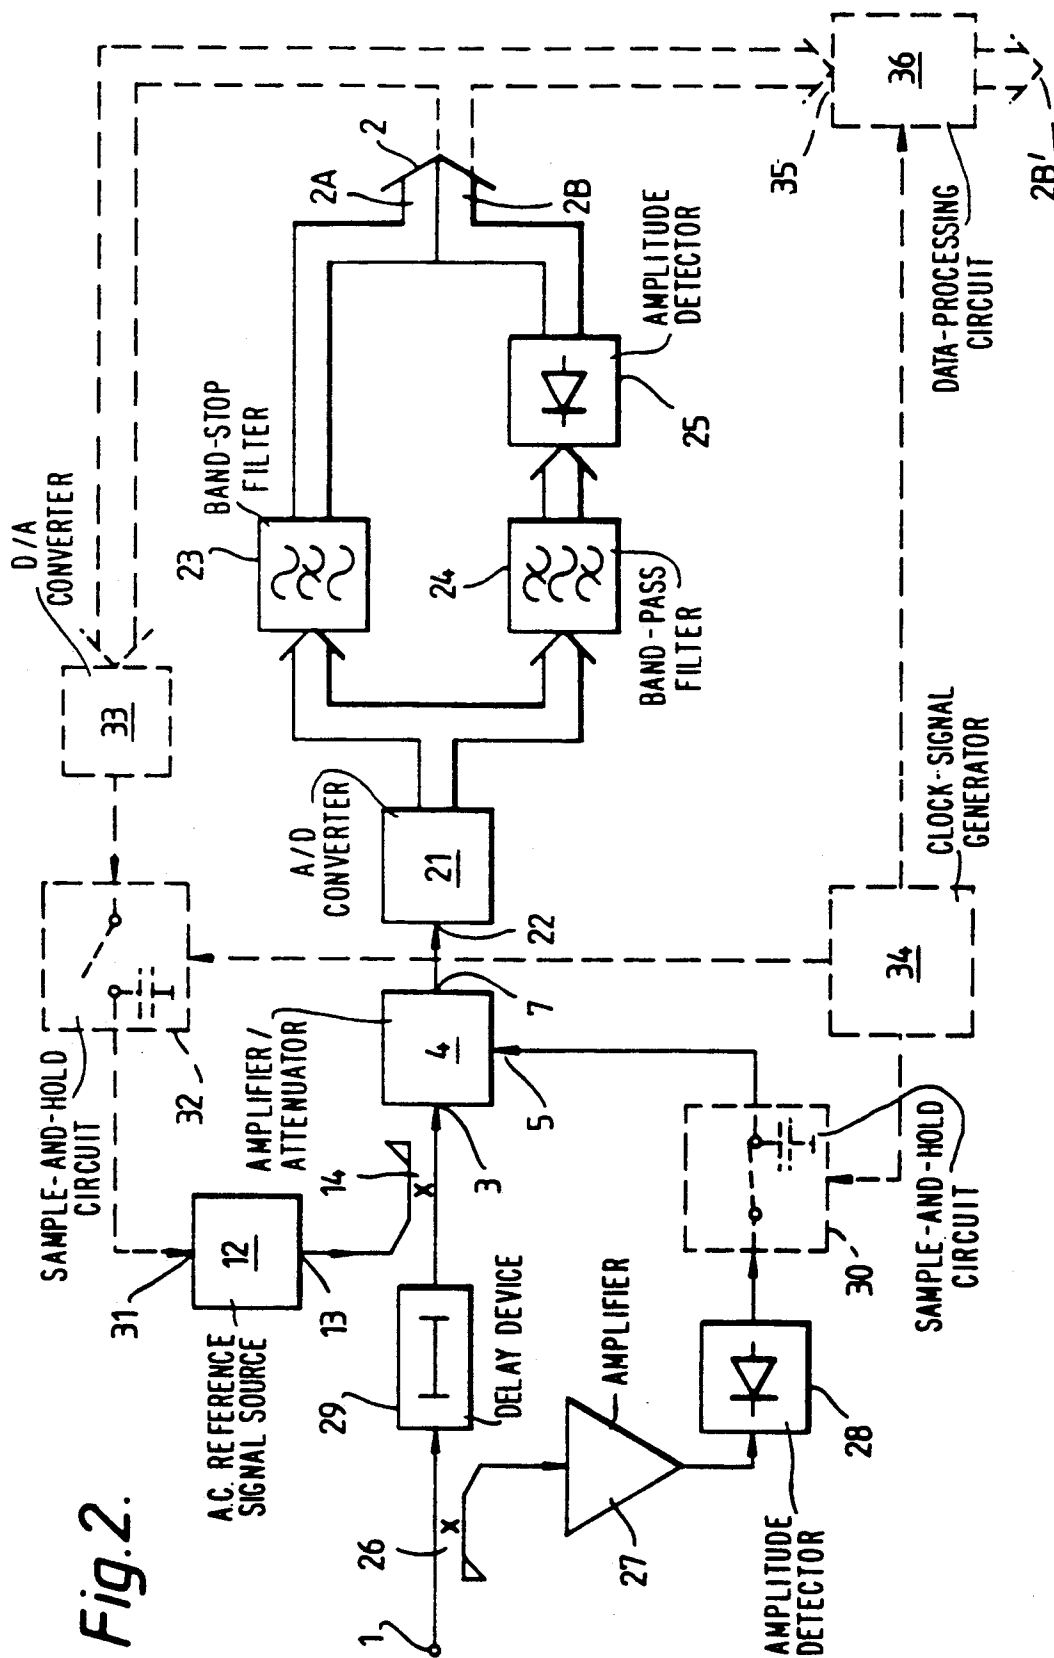 Fig.2.
D/A
CONVERTER
33
SAMPLE-AND-HOLD
CIRCUIT
32
31
12
A.C. REFERENCE
SIGNAL SOURCE
13
14
AMPLIFIER/
ATTENUATOR
4
3
5
7
A/D
CONVERTER
21
22
23
BAND-STOP
FILTER
24
BAND-PASS
FILTER
AMPLITUDE
DETECTOR
25
2A
2
2B
1
26
29
DELAY DEVICE
27
AMPLIFIER
28
AMPLITUDE
DETECTOR
30
SAMPLE-AND-HOLD
CIRCUIT
34
CLOCK-SIGNAL
GENERATOR
35
36
DATA-PROCESSING
CIRCUIT
2B'